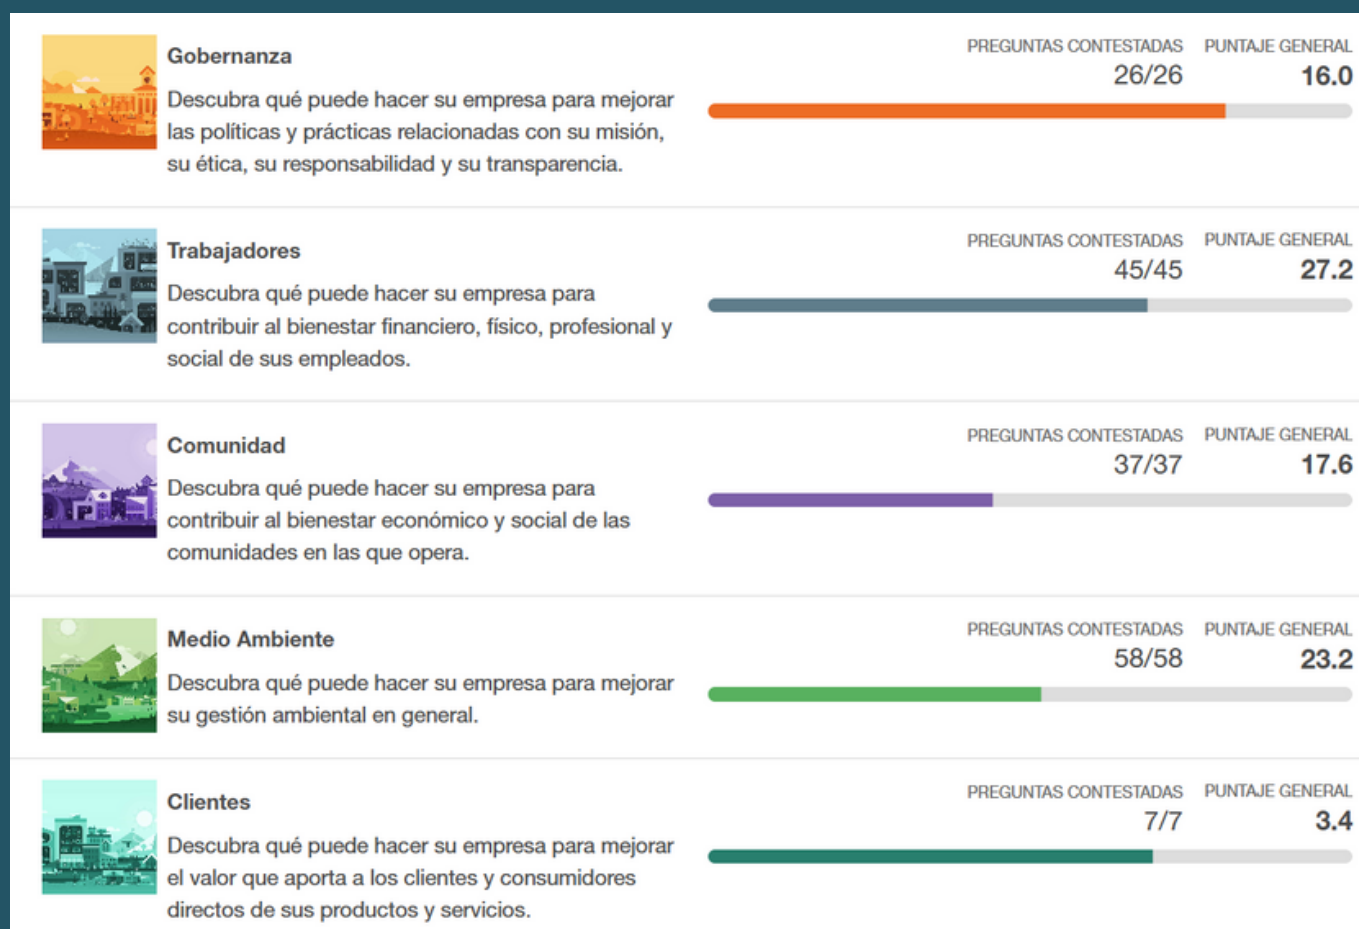 Gobernanza
Descubra qué puede hacer su empresa para mejorar
las políticas y prácticas relacionadas con su misión,
su ética, su responsabilidad y su transparencia.
PREGUNTAS CONTESTADAS PUNTAJE GENERAL
26/26 16.0
Trabajadores
Descubra qué puede hacer su empresa para
contribuir al bienestar financiero, físico, profesional y
social de sus empleados.
PREGUNTAS CONTESTADAS PUNTAJE GENERAL
45/45 27.2
Comunidad
Descubra qué puede hacer su empresa para
contribuir al bienestar económico y social de las
comunidades en las que opera.
PREGUNTAS CONTESTADAS PUNTAJE GENERAL
37/37 17.6
Medio Ambiente
Descubra qué puede hacer su empresa para mejorar
su gestión ambiental en general.
PREGUNTAS CONTESTADAS PUNTAJE GENERAL
58/58 23.2
Clientes
Descubra qué puede hacer su empresa para mejorar
el valor que aporta a los clientes y consumidores
directos de sus productos y servicios.
PREGUNTAS CONTESTADAS PUNTAJE GENERAL
7/7 3.4